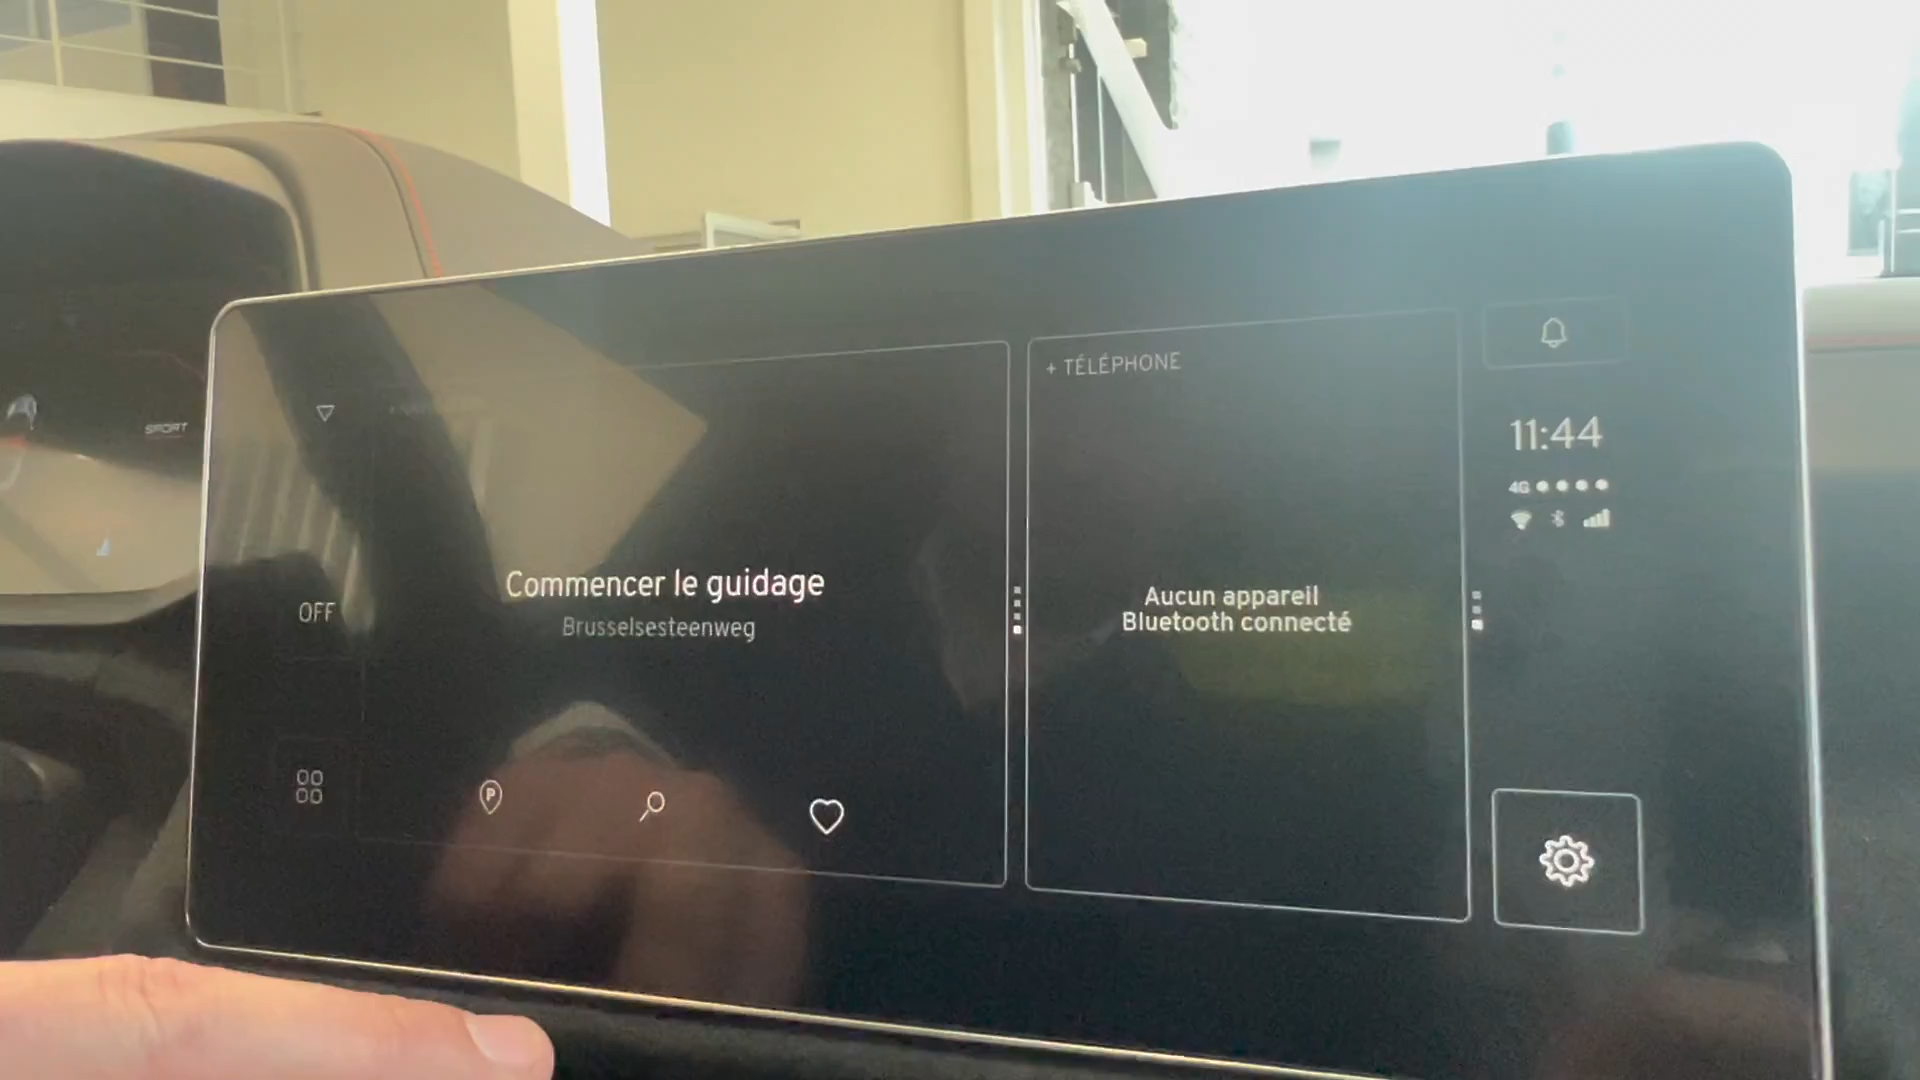 SPORT
OFF
Commencer le guidage
Brusselsesteenweg
P
+ TÉLÉPHONE
Aucun appareil
Bluetooth connecté
11:44
4G